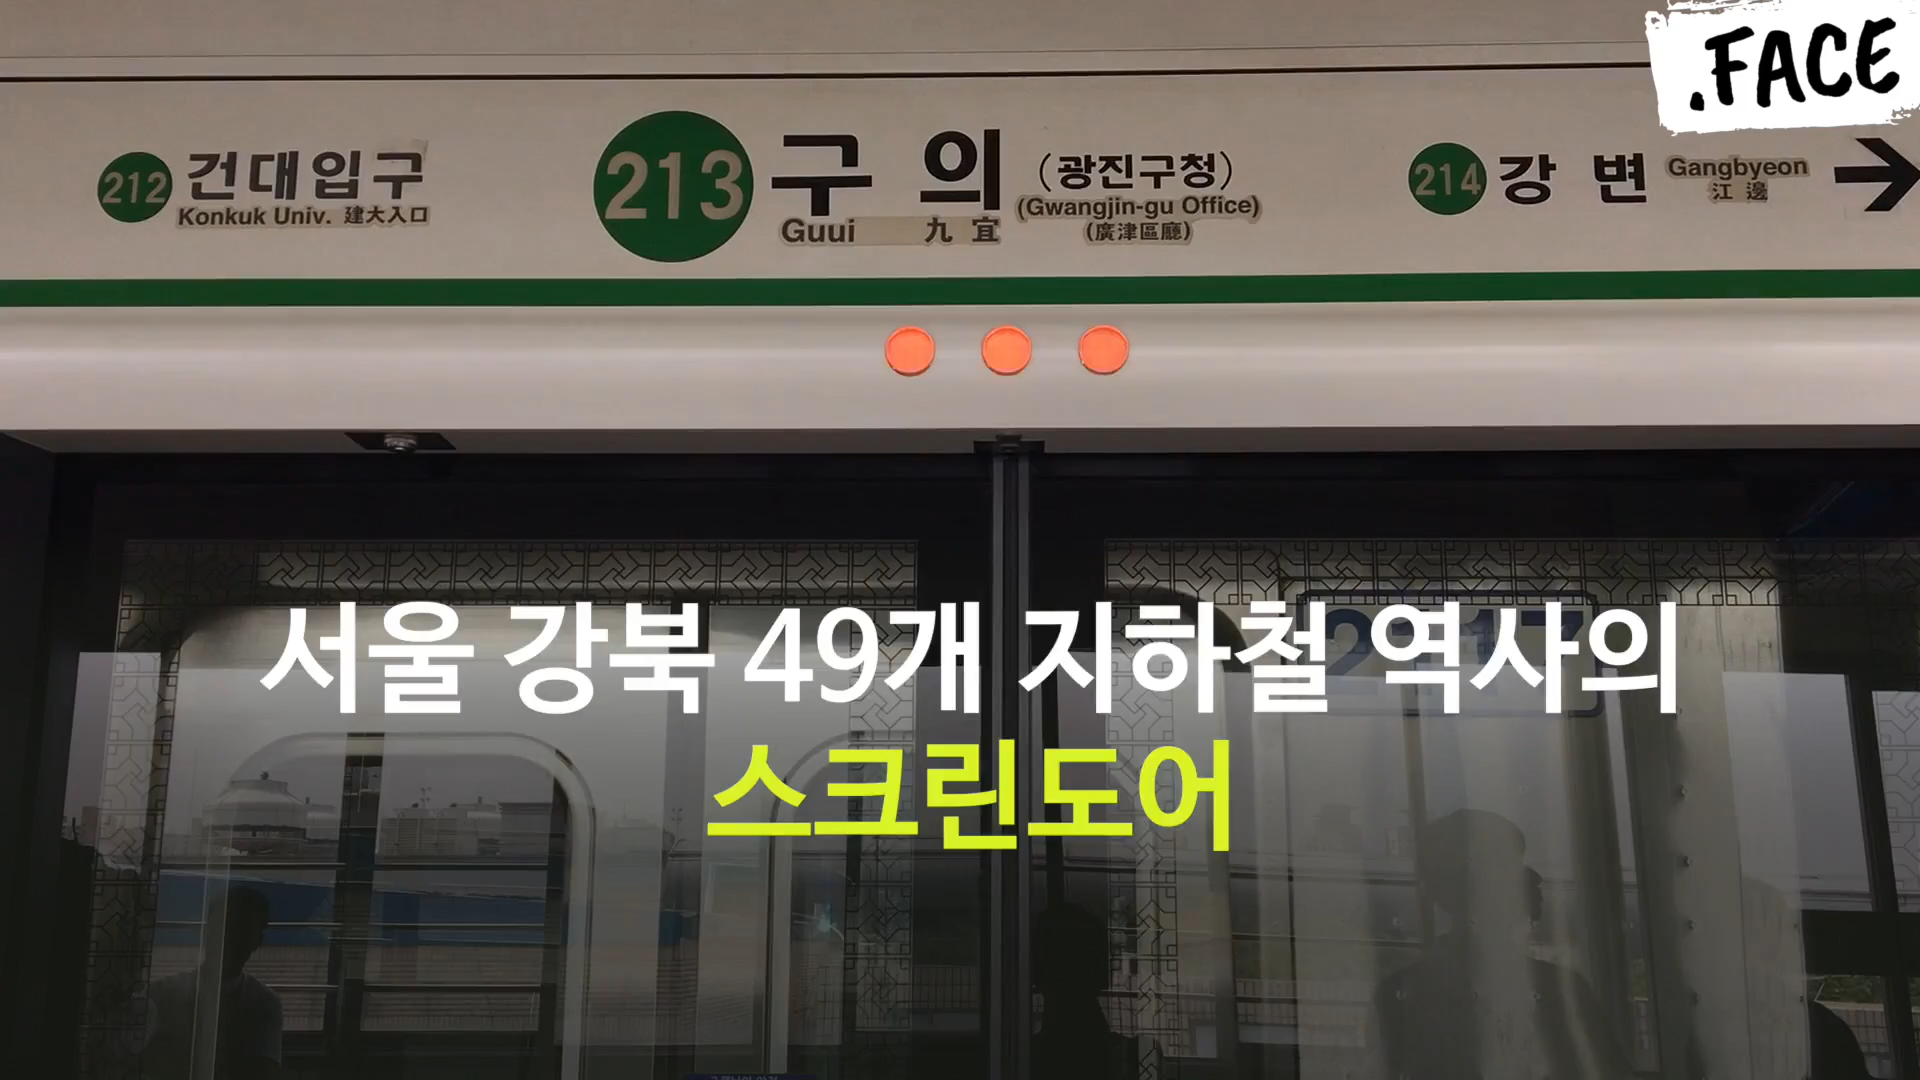 .FACE
212 건대입구
Konkuk Univ. 建大入口
213 구의 (광진구청)
Guui 九宜 (Gwangjin-gu Office)
(廣津區廳)
214 강변 Gangbyeon
江邊
서울 강북 49개 지하철 역사의
스크린도어